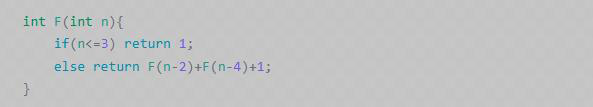 int F(int n){
    if(n<=3) return 1;
    else return F(n-2)+F(n-4)+1;
}